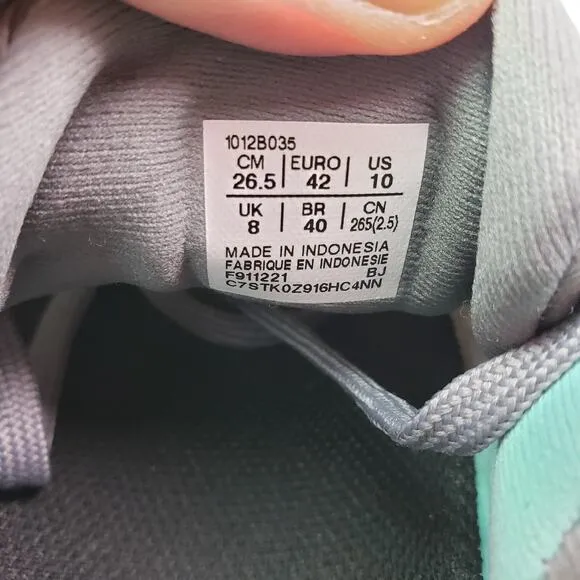 1012B035
CM | EURO | US
26.5 | 42 | 10
UK | BR | CN
8 | 40 | 265(2.5)
MADE IN INDONESIA
FABRIQUE EN INDONESIE
F911221 BJ
C7STK0Z916HC4NN